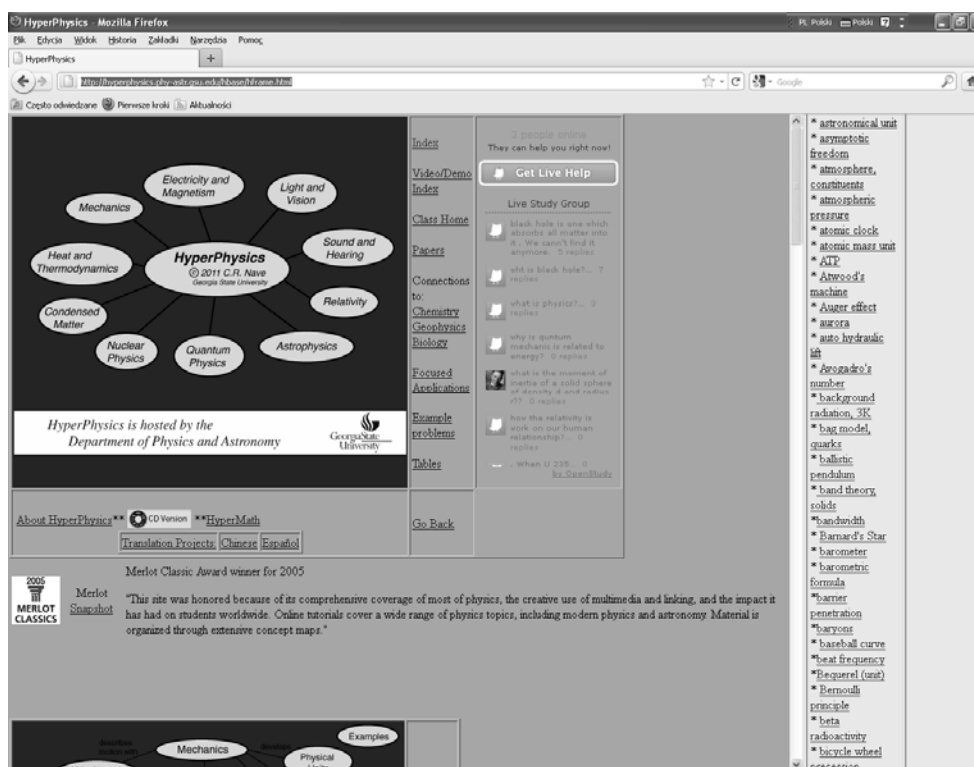 HyperPhysics - Mozilla Firefox
PL Polski Polski
Plik Edycja Widok Historia Zakładki Narzędzia Pomoc
HyperPhysics
+
http://hyperphysics.phy-astr.gsu.edu/hbase/hframe.html
Google
Często odwiedzane Pierwsze kroki Aktualności
Electricity and
Magnetism
Light and
Vision
Mechanics
Sound and
Hearing
Heat and
Thermodynamics
HyperPhysics
© 2011 C.R. Nave
Georgia State University
Relativity
Condensed
Matter
Nuclear
Physics
Quantum
Physics
Astrophysics
HyperPhysics is hosted by the
Department of Physics and Astronomy
GeorgiaState
University
Index
Video/Demo
Index
Class Home
Papers
Connections
to:
Chemistry
Geophysics
Biology
Focused
Applications
Example
problems
Tables
Go Back
2 people online
They can help you right now!
Get Live Help
Live Study Group
black hole is one which
absorbs all matter into
it . We cann't find it
anymore. 5 replies
wht is black hole?... 7
replies
what is physics?... 0
replies
why is quntum
mechanic is related to
energy? 0 replies
what is the moment of
inertia of a solid sphere
of density d and radius
r?? 0 replies
how the relativity is
work on our human
relationship?... 0
replies
. When U 235... 0
by OpenStudy
About HyperPhysics** CD Version **HyperMath
Translation Projects: Chinese Español
2005
MERLOT
CLASSICS
Merlot
Snapshot
Merlot Classic Award winner for 2005
"This site was honored because of its comprehensive coverage of most of physics, the creative use of multimedia and linking, and the impact it
has had on students worldwide. Online tutorials cover a wide range of physics topics, including modern physics and astronomy. Material is
organized through extensive concept maps."
describes
motion with
Mechanics
Examples
Physical
* astronomical unit
* asymptotic
freedom
* atmosphere,
constituents
* atmospheric
pressure
* atomic clock
* atomic mass unit
* ATP
* Atwood's
machine
* Auger effect
* aurora
* auto hydraulic
lift
* Avogadro's
number
* background
radiation, 3K
* bag model,
quarks
* ballistic
pendulum
* band theory,
solids
*bandwidth
* Barnard's Star
* barometer
* barometric
formula
*barrier
penetration
*baryons
* baseball curve
*beat frequency
*Bequerel (unit)
* Bernoulli
principle
* beta
radioactivity
* bicycle wheel
precession